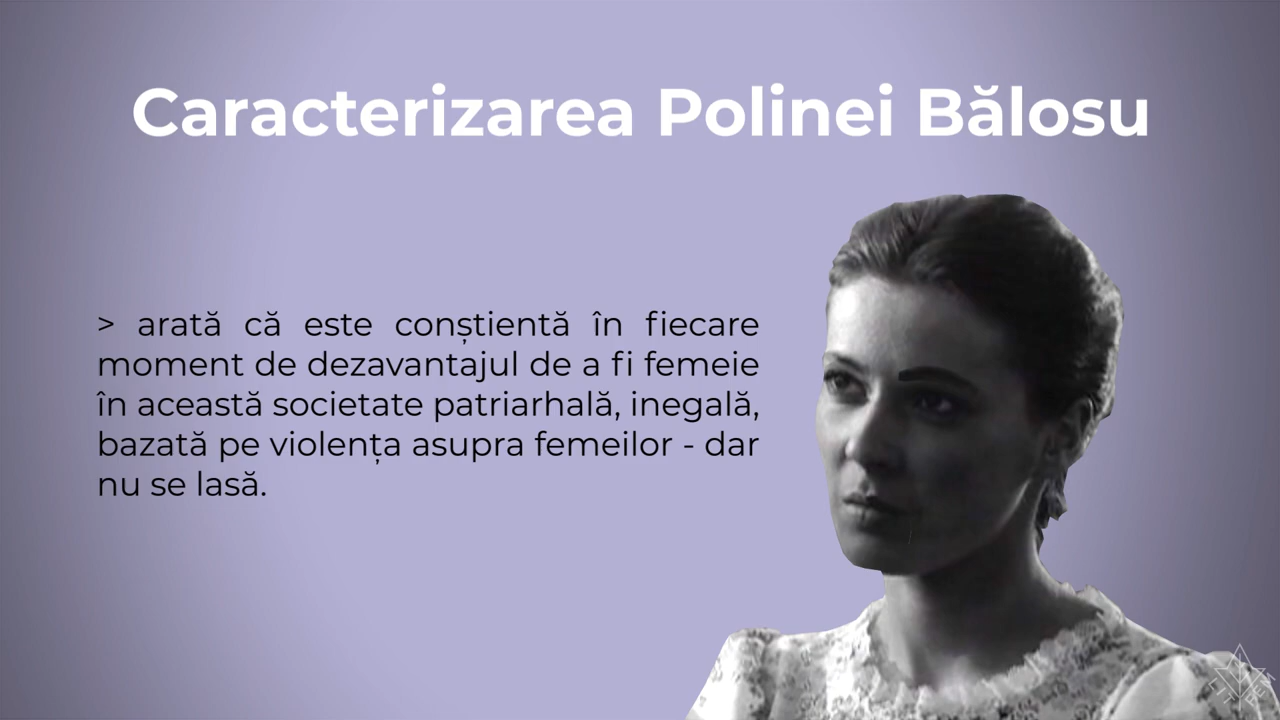 Caracterizarea Polinei Bălosu
> arată că este conștientă în fiecare
moment de dezavantajul de a fi femeie
în această societate patriarhală, inegală,
bazată pe violența asupra femeilor - dar
nu se lasă.